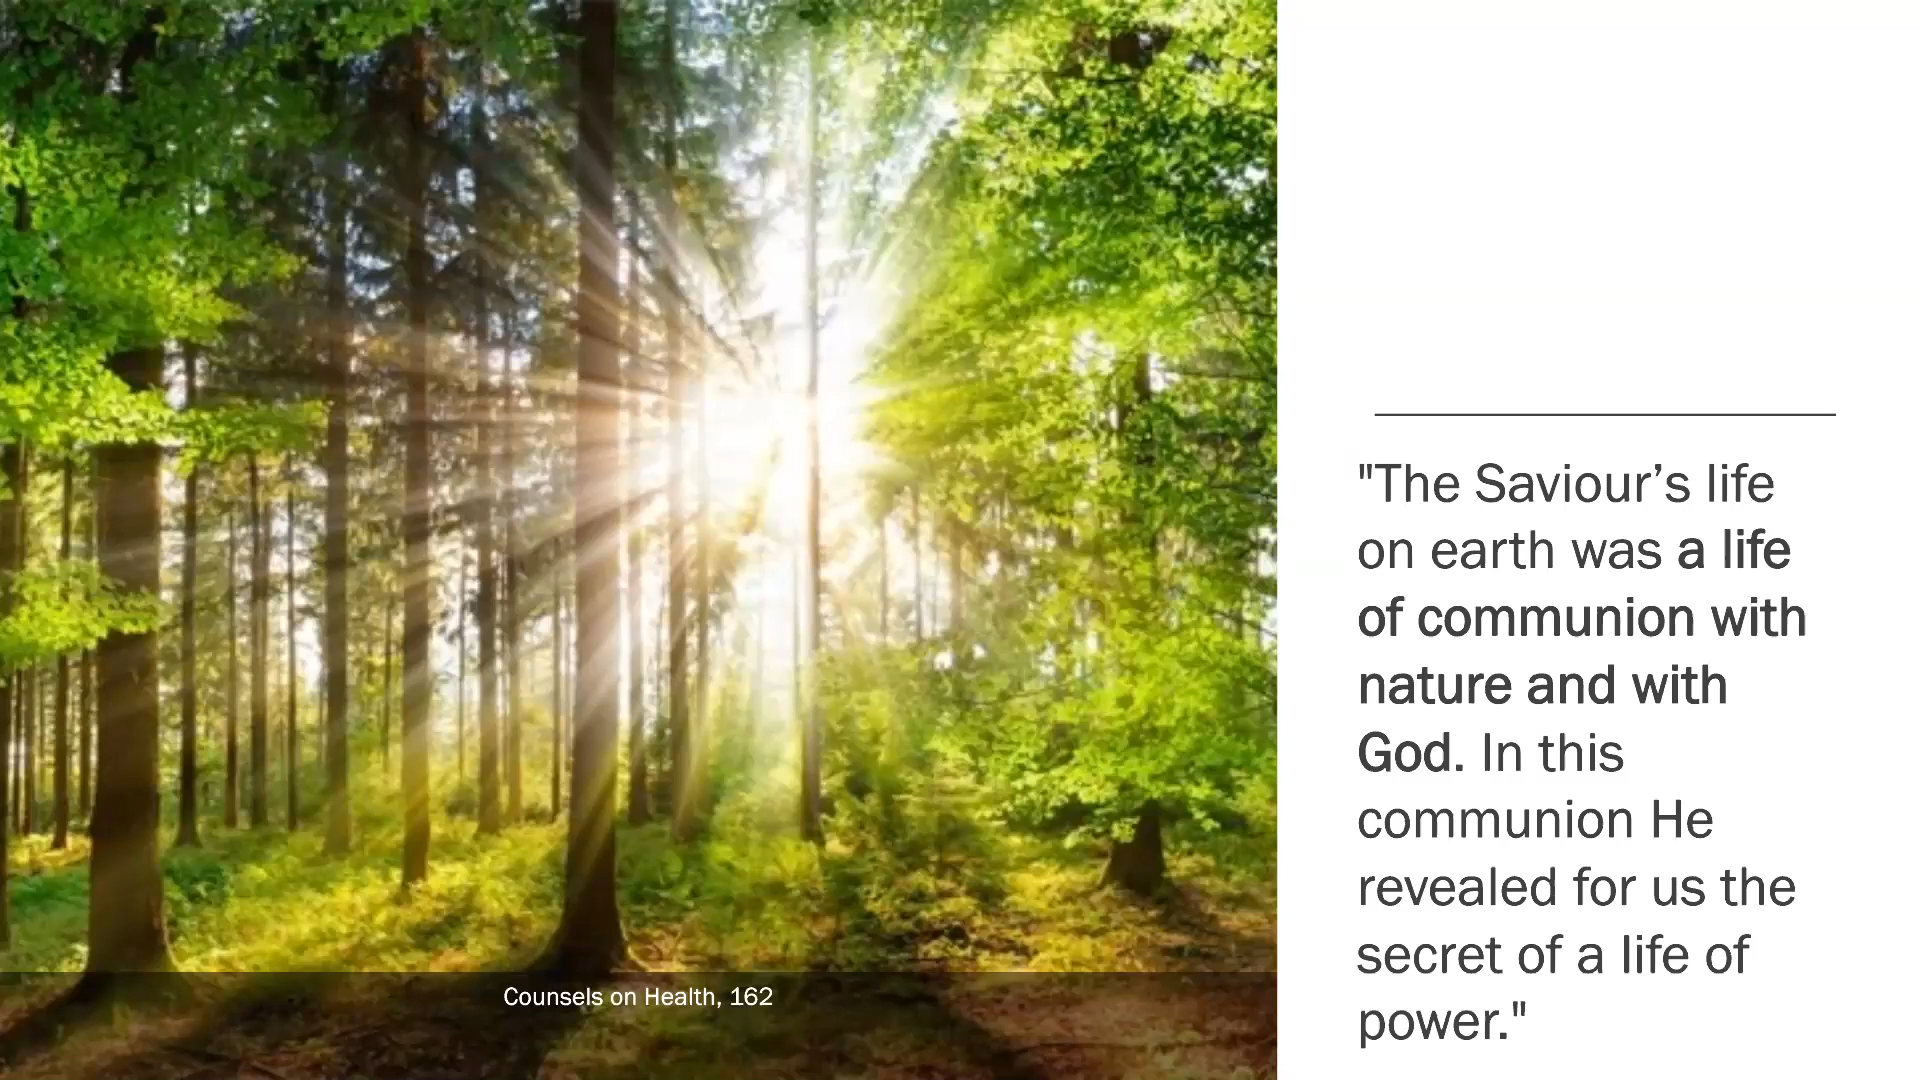 "The Saviour’s life
on earth was a life
of communion with
nature and with
God. In this
communion He
revealed for us the
secret of a life of
power."
Counsels on Health, 162